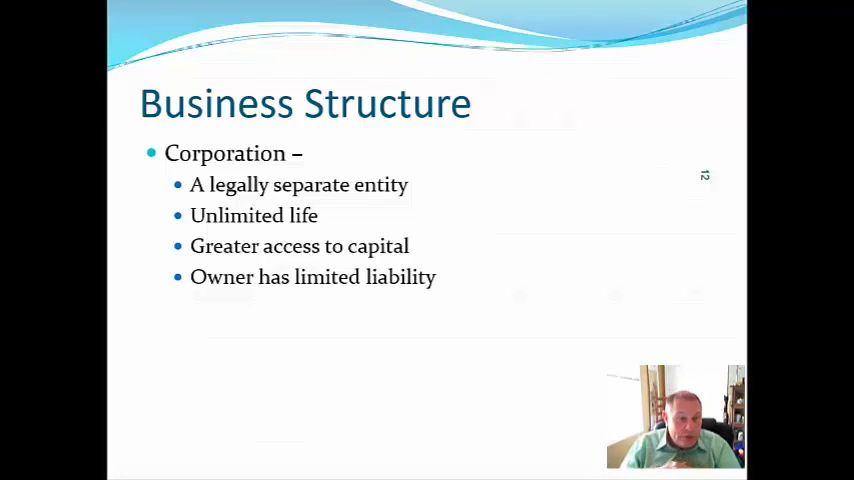 Business Structure
Corporation –
A legally separate entity
Unlimited life
Greater access to capital
Owner has limited liability
12